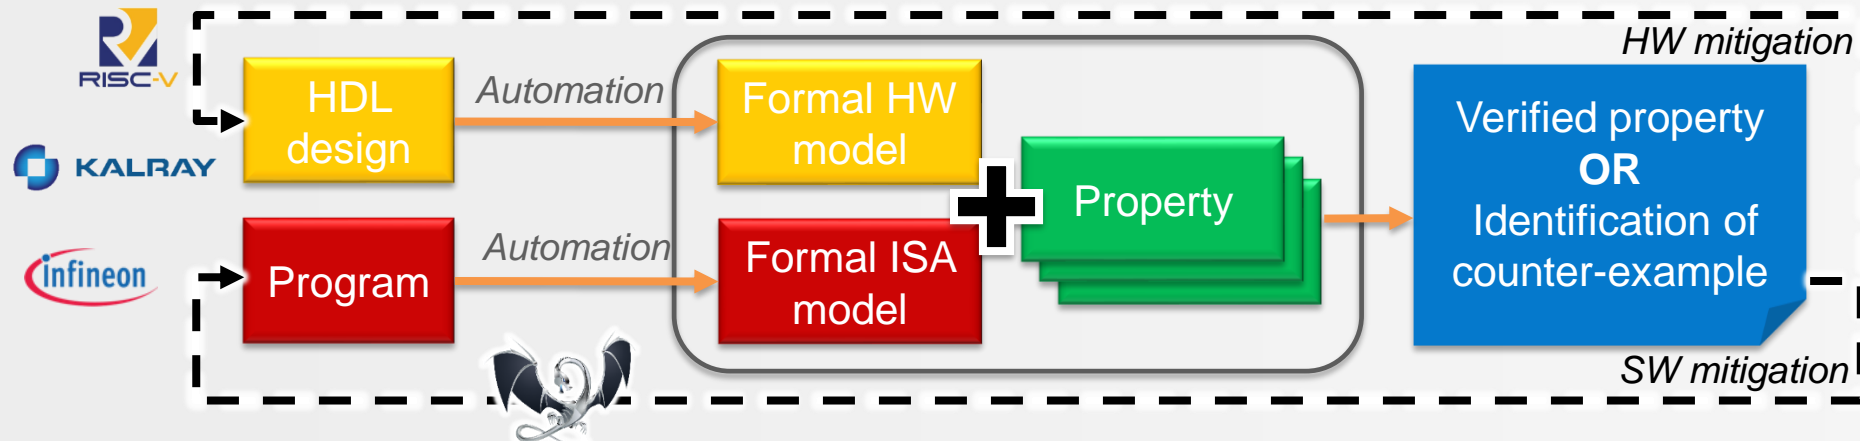 HW mitigation
RISC-V
HDL
design
Automation
Formal HW
model
KALRAY
Property
Verified property
OR
Identification of
counter-example
infineon
Program
Automation
Formal ISA
model
SW mitigation